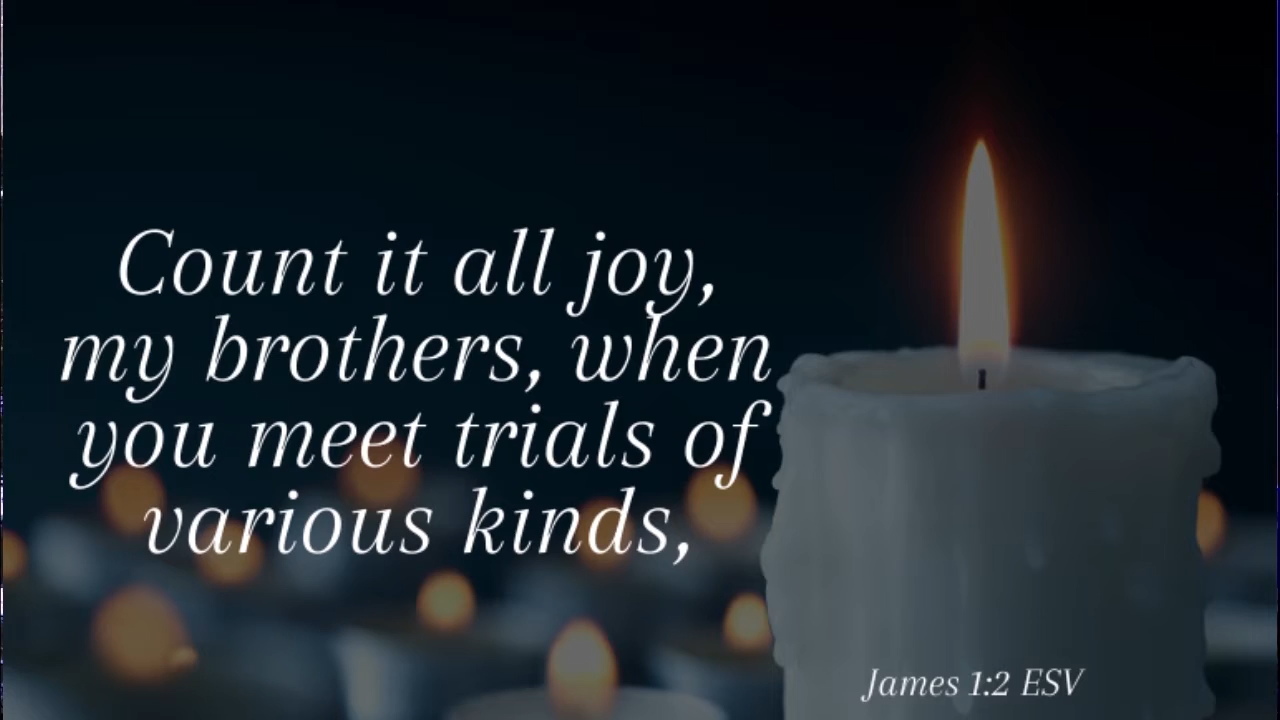 Count it all joy,
my brothers, when
you meet trials of
various kinds,
James 1:2 ESV